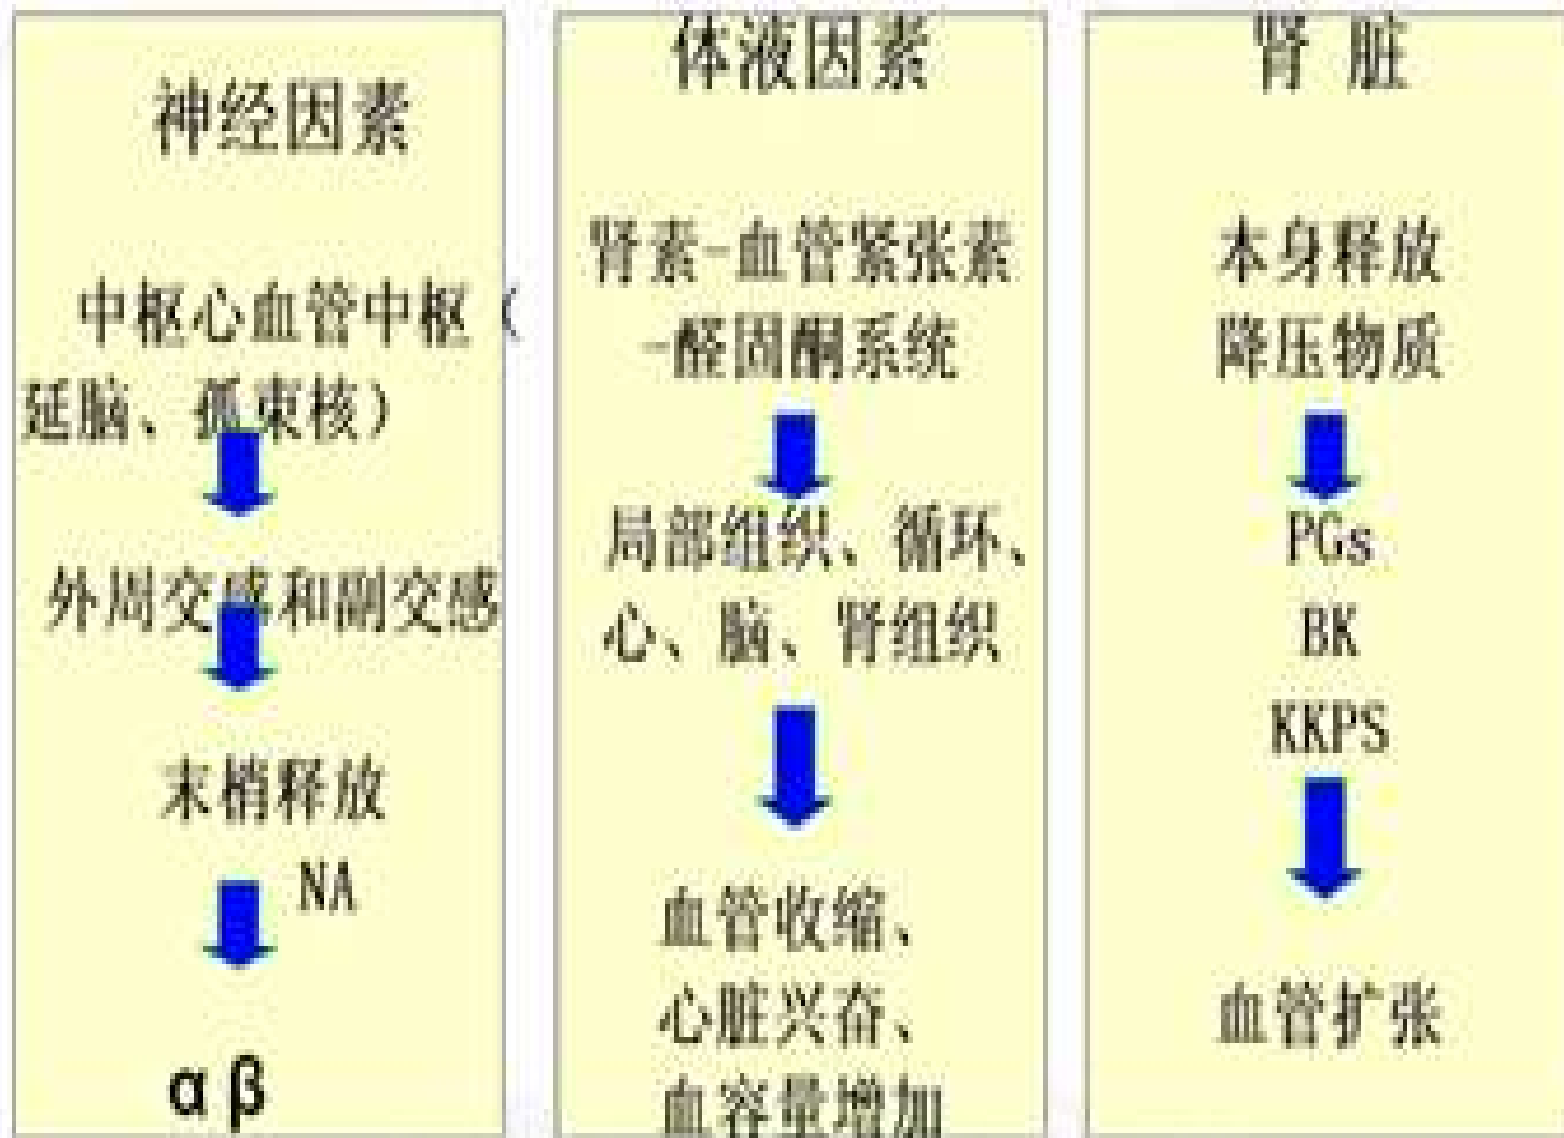 神经因素
中枢心血管中枢（
延脑、孤束核）
外周交感和副交感
末梢释放
NA
α β
体液因素
肾素-血管紧张素
-醛固酮系统
局部组织、循环、
心、脑、肾组织
血管收缩、
心脏兴奋、
血容量增加
肾 脏
本身释放
降压物质
PGs
BK
KKPS
血管扩张